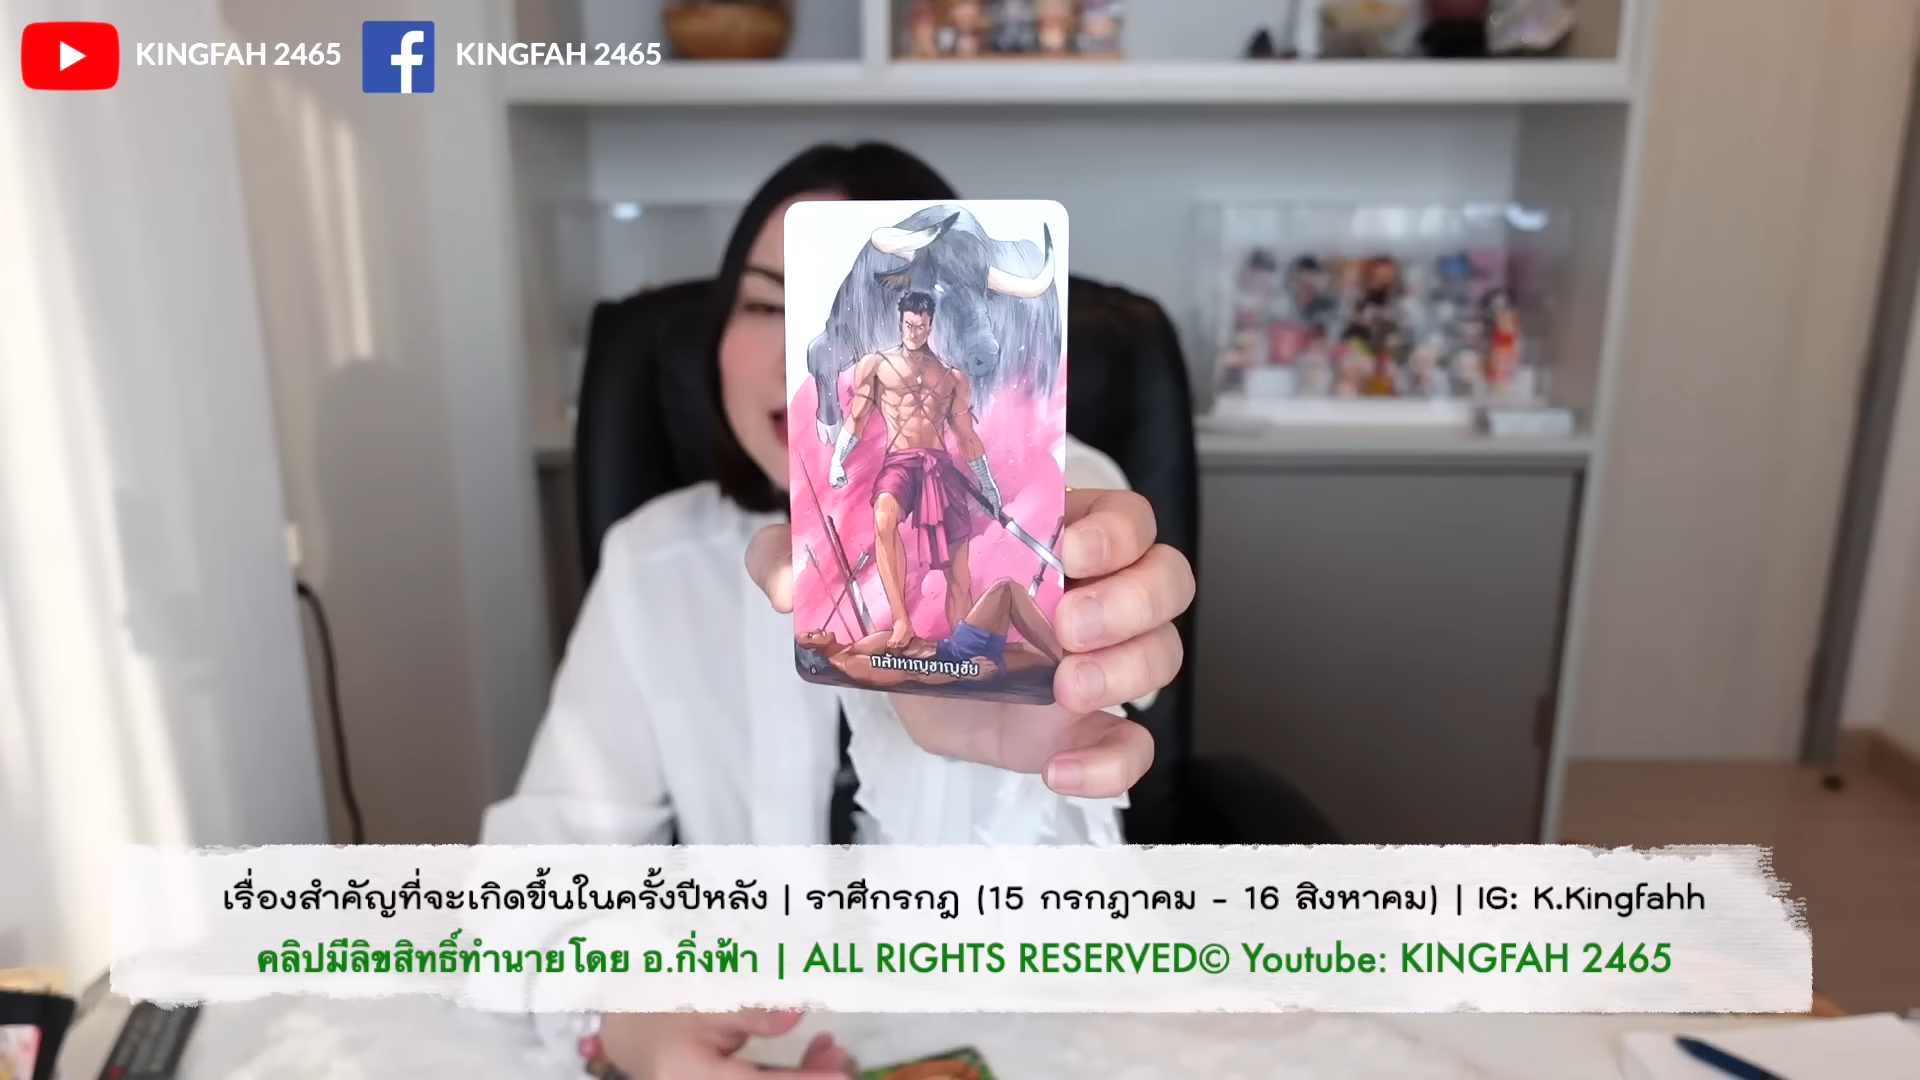 KINGFAH 2465
KINGFAH 2465
กล้าหาญชาญชัย
6
เรื่องสำคัญที่จะเกิดขึ้นในครึ่งปีหลัง | ราศีกรกฎ (15 กรกฎาคม - 16 สิงหาคม) | IG: K.Kingfahh
คลิปมีลิขสิทธิ์ทำนายโดย อ.กิ่งฟ้า | ALL RIGHTS RESERVED© Youtube: KINGFAH 2465